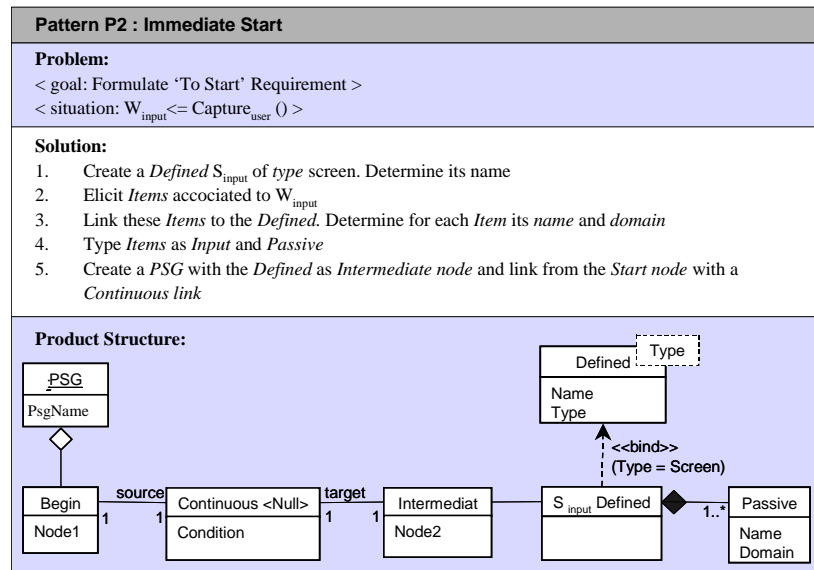 Pattern P2 : Immediate Start
Problem:
< goal: Formulate ‘To Start’ Requirement >
< situation: Winput<= Captureuser () >
Solution:
1. Create a Defined Sinput of type screen. Determine its name
2. Elicit Items accociated to Winput
3. Link these Items to the Defined. Determine for each Item its name and domain
4. Type Items as Input and Passive
5. Create a PSG with the Defined as Intermediate node and link from the Start node with a
Continuous link
Product Structure:
:PSG
PsgName
Defined
Type
Name
Type
<<bind>>
(Type = Screen)
Begin
Node1
source
1
1
Continuous <Null>
Condition
target
1
1
Intermediat
Node2
S input Defined
1..*
Passive
Name
Domain